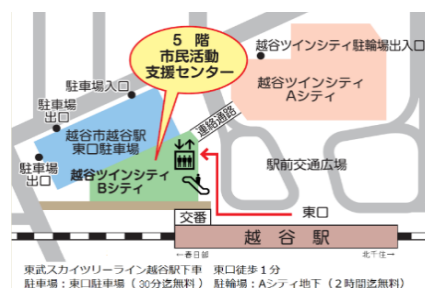 5 階
市民活動
支援センター
越谷ツインシティ駐輪場出入口
駐車場入口
越谷ツインシティ
Aシティ
駐車場
出口
連絡通路
越谷市越谷駅
東口駐車場
駐車場
出口
越谷ツインシティ
Bシティ
駅前交通広場
交番
東口
越谷駅
←春日部
北千住→
東武スカイツリーライン越谷駅下車 東口徒歩1分
駐車場:東口駐車場(30分迄無料) 駐輪場:Aシティ地下(2時間迄無料)